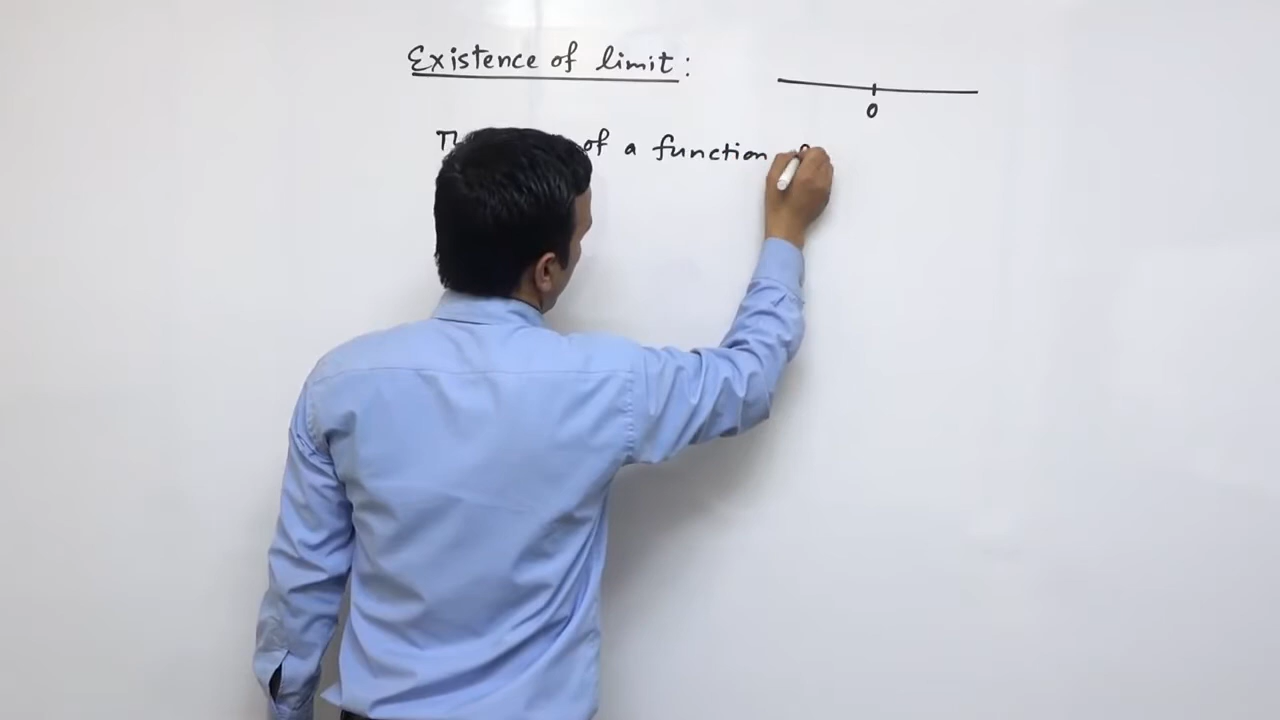 Existence of limit:
0
of a function